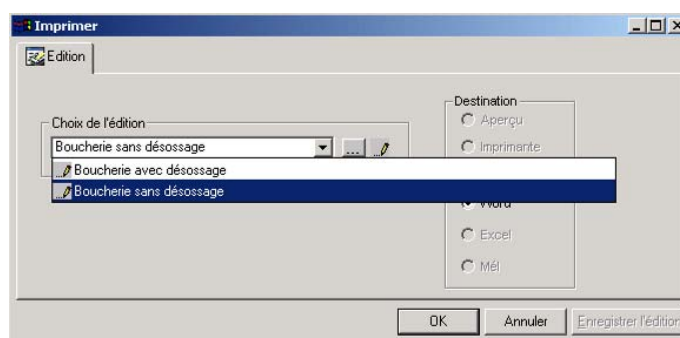 Imprimer
Edition
Choix de l'édition
Boucherie sans désossage
...
Boucherie avec désossage
Boucherie sans désossage
Destination
Aperçu
Imprimante
Word
Excel
Mél
OK
Annuler
Enregistrer l'édition